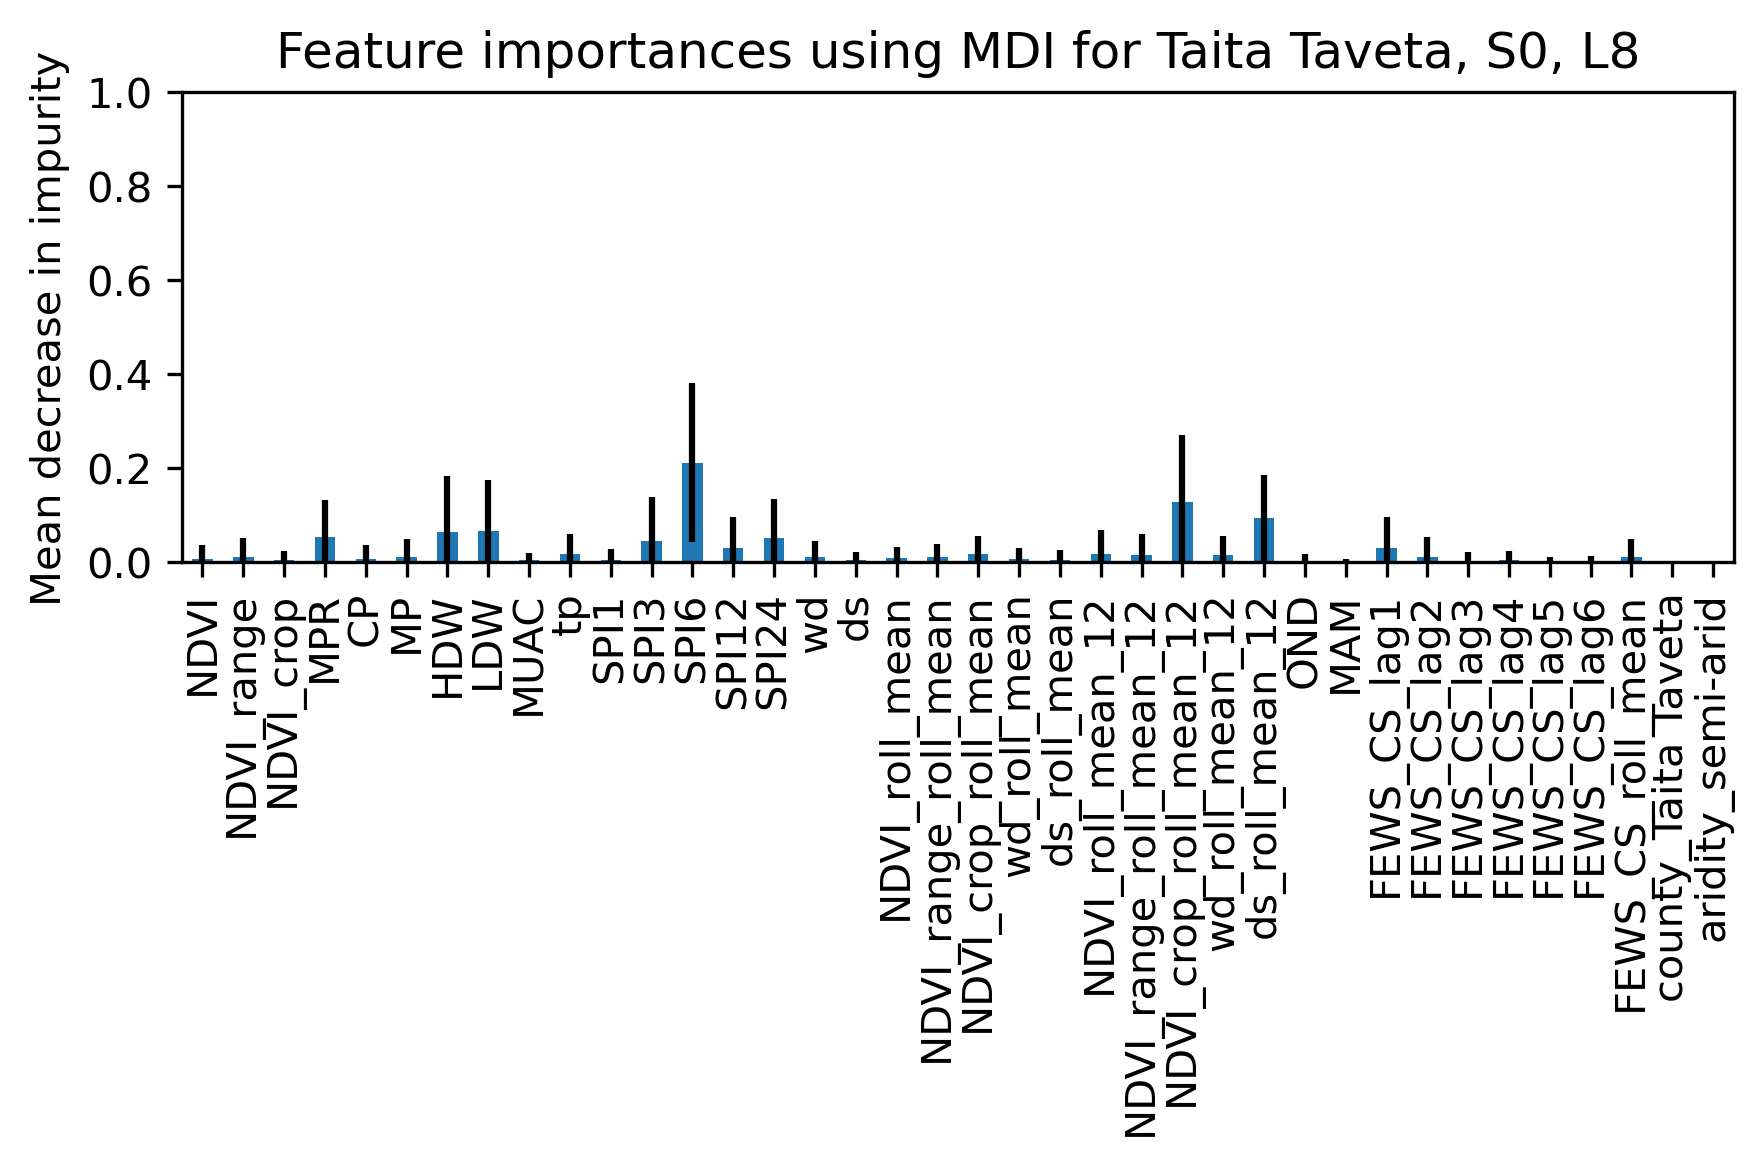 Feature importances using MDI for Taita Taveta, S0, L8
Mean decrease in impurity
1.0
0.8
0.6
0.4
0.2
0.0
NDVI
NDVI_range
NDVI_crop
MPR
CP
MP
HDW
LDW
MUAC
tp
SPI1
SPI3
SPI6
SPI12
SPI24
wd
ds
NDVI_roll_mean
NDVI_range_roll_mean
NDVI_crop_roll_mean
wd_roll_mean
ds_roll_mean
NDVI_roll_mean_12
NDVI_range_roll_mean_12
NDVI_crop_roll_mean_12
wd_roll_mean_12
ds_roll_mean_12
OND
MAM
FEWS_CS_lag1
FEWS_CS_lag2
FEWS_CS_lag3
FEWS_CS_lag4
FEWS_CS_lag5
FEWS_CS_lag6
FEWS_CS_roll_mean
county_Taita Taveta
aridity_semi-arid